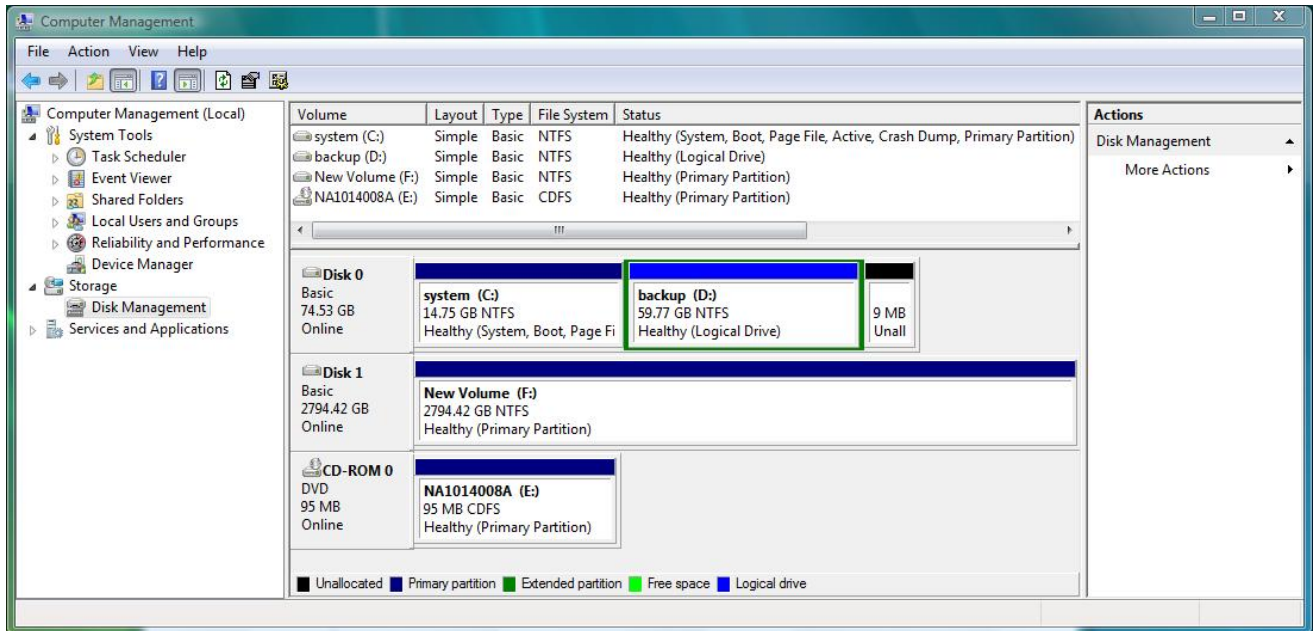 Computer Management
File Action View Help
Computer Management (Local)
System Tools
Task Scheduler
Event Viewer
Shared Folders
Local Users and Groups
Reliability and Performance
Device Manager
Storage
Disk Management
Services and Applications
Volume Layout Type File System Status
system (C:) Simple Basic NTFS Healthy (System, Boot, Page File, Active, Crash Dump, Primary Partition)
backup (D:) Simple Basic NTFS Healthy (Logical Drive)
New Volume (F:) Simple Basic NTFS Healthy (Primary Partition)
NA1014008A (E:) Simple Basic CDFS Healthy (Primary Partition)
Disk 0
Basic
74.53 GB
Online
system (C:)
14.75 GB NTFS
Healthy (System, Boot, Page Fi
backup (D:)
59.77 GB NTFS
Healthy (Logical Drive)
9 MB
Unall
Disk 1
Basic
2794.42 GB
Online
New Volume (F:)
2794.42 GB NTFS
Healthy (Primary Partition)
CD-ROM 0
DVD
95 MB
Online
NA1014008A (E:)
95 MB CDFS
Healthy (Primary Partition)
Unallocated Primary partition Extended partition Free space Logical drive
Actions
Disk Management
More Actions